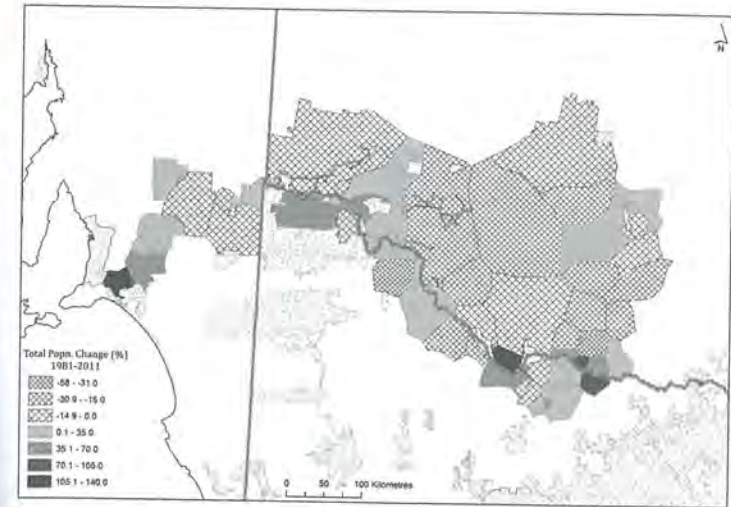 N
Total Popn. Change (%)
1981-2011
-58 - -31.0
-30.9 - -15.0
-14.9 - 0.0
0.1 - 35.0
35.1 - 70.0
70.1 - 105.0
105.1 - 140.0
0 50 100 Kilometres